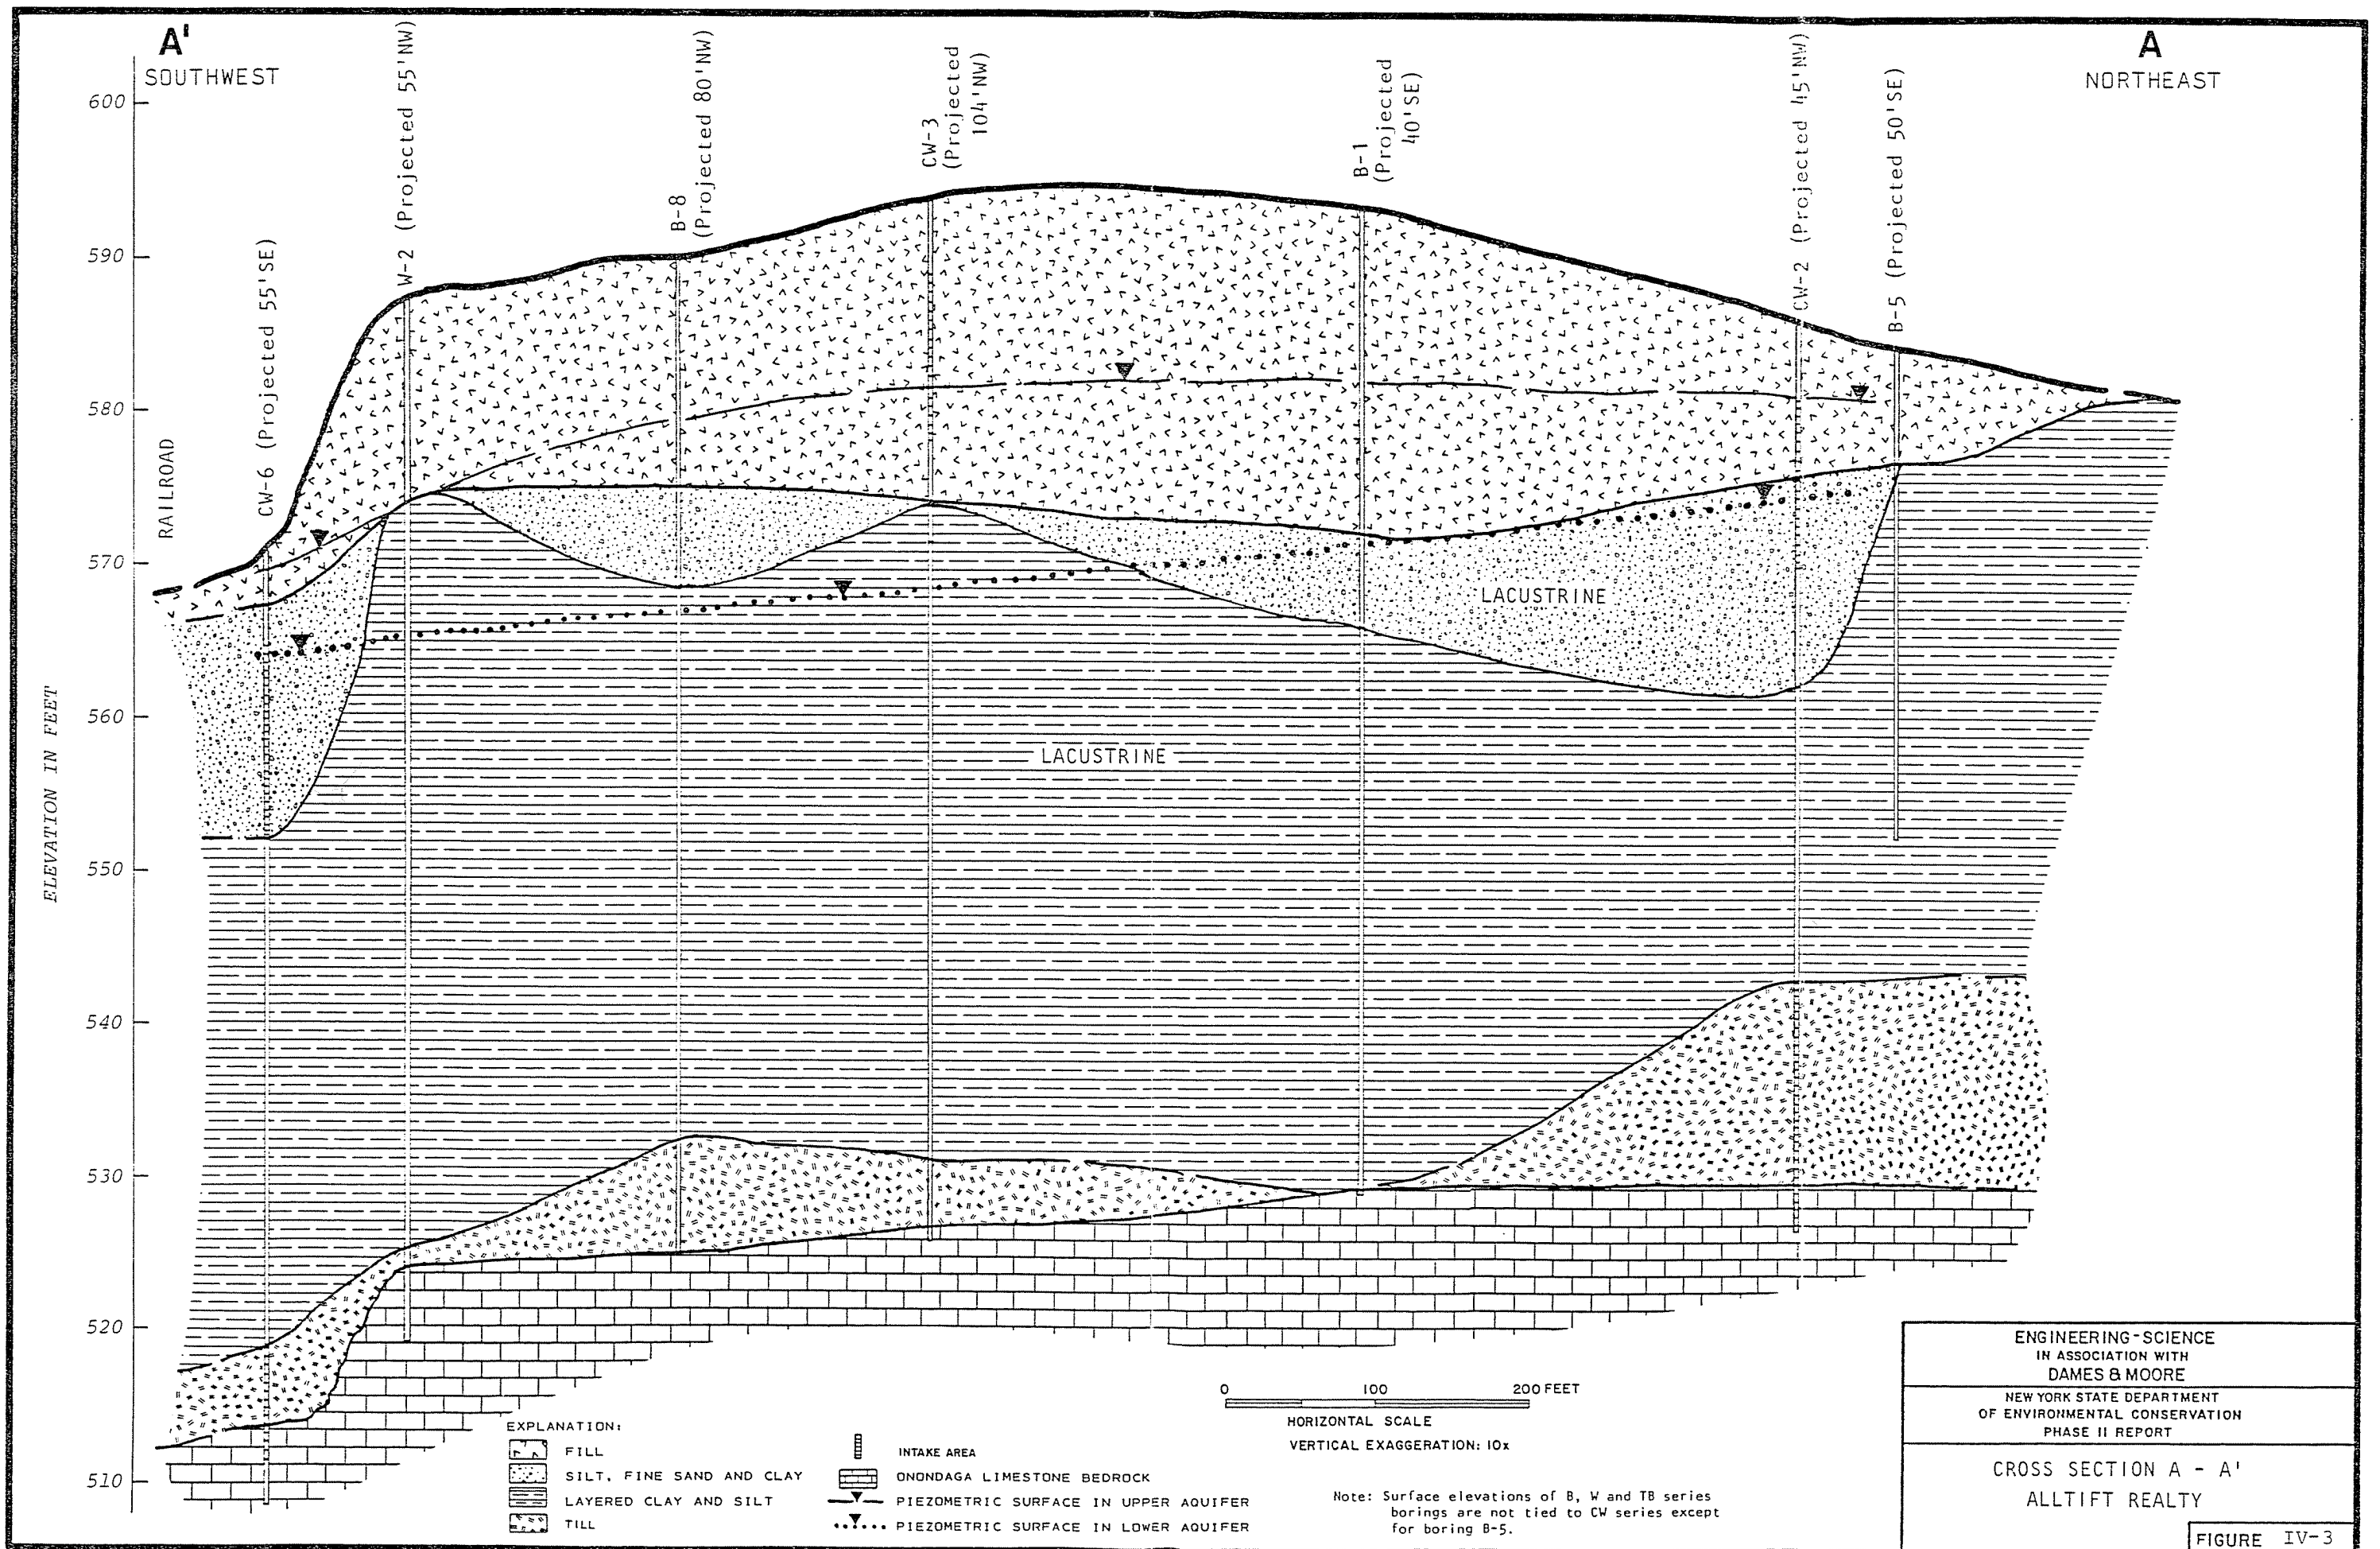 A'
SOUTHWEST
A
NORTHEAST
CW-6 (Projected 55'SE)
W-2 (Projected 55'NW)
B-8
(Projected 80'NW)
CW-3
(Projected
104'NW)
B-1
(Projected
40'SE)
CW-2 (Projected 45'NW)
B-5 (Projected 50'SE)
ELEVATION IN FEET
600
590
580
570
560
550
540
530
520
510
RAILROAD
LACUSTRINE
LACUSTRINE
EXPLANATION:
FILL
SILT, FINE SAND AND CLAY
LAYERED CLAY AND SILT
TILL
INTAKE AREA
ONONDAGA LIMESTONE BEDROCK
PIEZOMETRIC SURFACE IN UPPER AQUIFER
PIEZOMETRIC SURFACE IN LOWER AQUIFER
0 100 200 FEET
HORIZONTAL SCALE
VERTICAL EXAGGERATION: 10x
Note: Surface elevations of B, W and TB series
borings are not tied to CW series except
for boring B-5.
ENGINEERING-SCIENCE
IN ASSOCIATION WITH
DAMES & MOORE
NEW YORK STATE DEPARTMENT
OF ENVIRONMENTAL CONSERVATION
PHASE II REPORT
CROSS SECTION A - A'
ALLTIFT REALTY
FIGURE IV-3